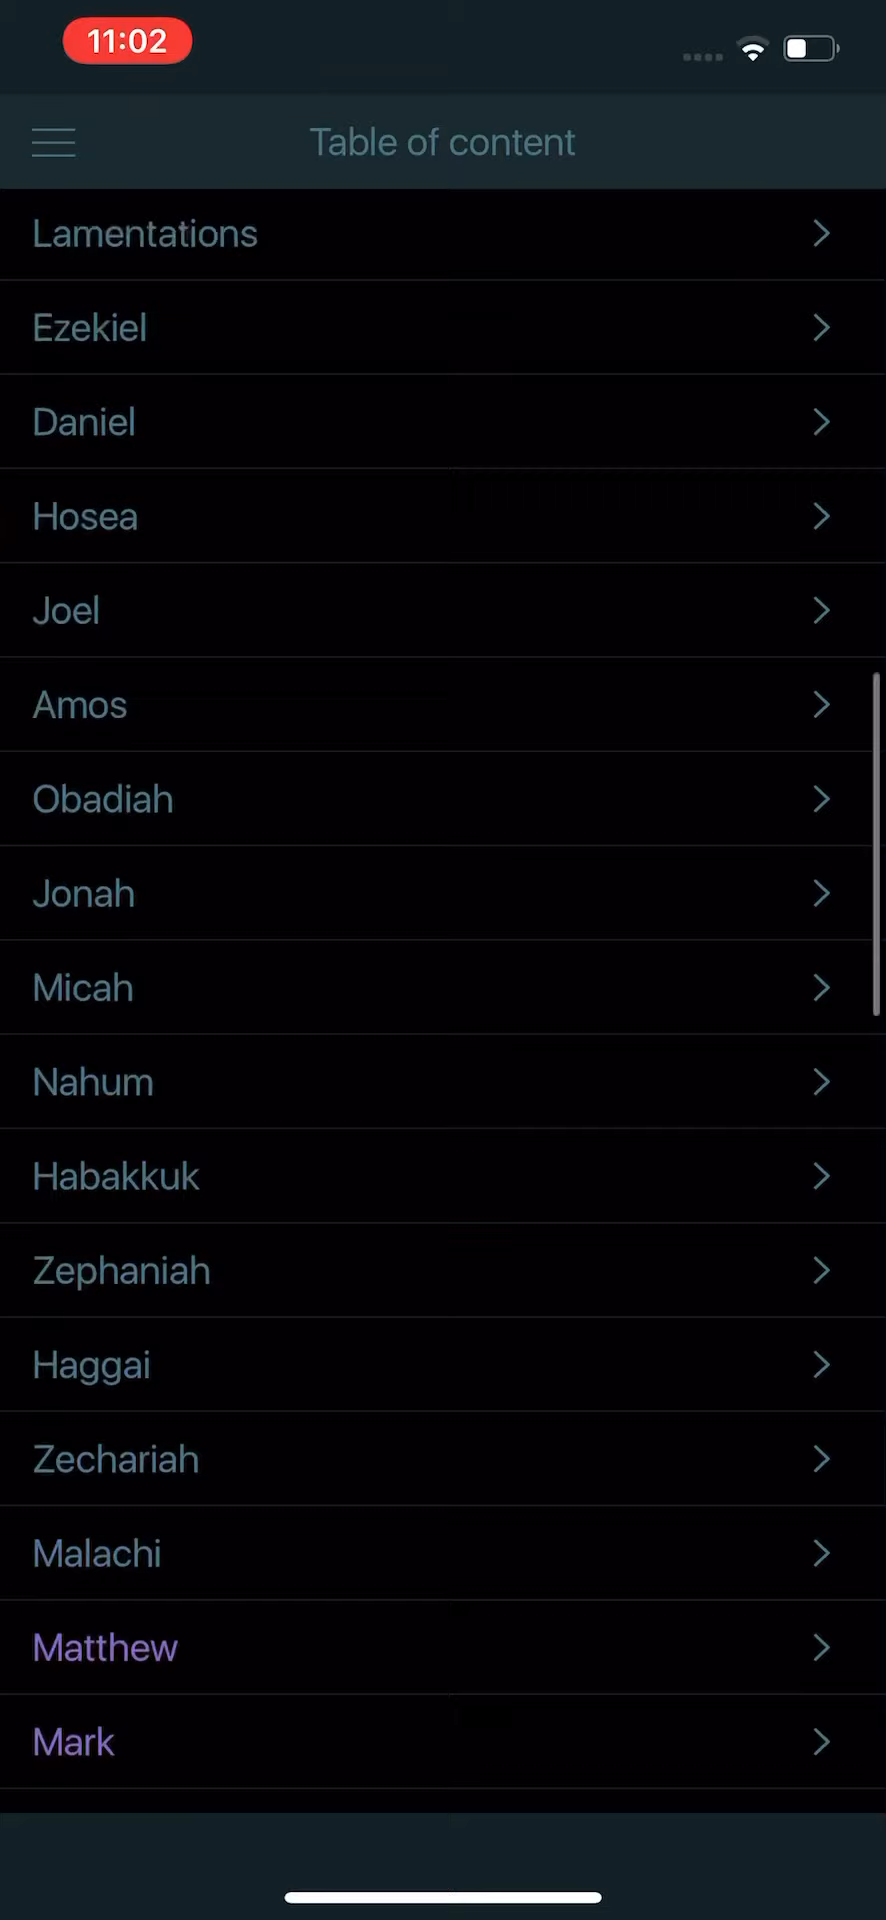 11:02
Table of content
Lamentations
Ezekiel
Daniel
Hosea
Joel
Amos
Obadiah
Jonah
Micah
Nahum
Habakkuk
Zephaniah
Haggai
Zechariah
Malachi
Matthew
Mark